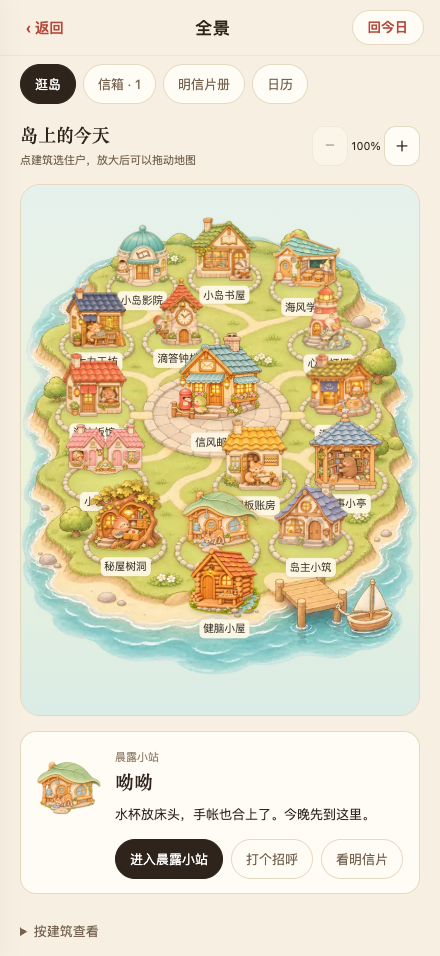 ‹ 返回
全景
回今日
逛岛
信箱 · 1
明信片册
日历
岛上的今天
点建筑选住户，放大后可以拖动地图
− 100% +
小岛影院
小岛书屋
海风学
滴答钟
信风邮
板账房
小
事小亭
秘屋树洞
岛主小筑
健脑小屋
晨露小站
呦呦
水杯放床头，手帐也合上了。今晚先到这里。
进入晨露小站
打个招呼
看明信片
▶ 按建筑查看